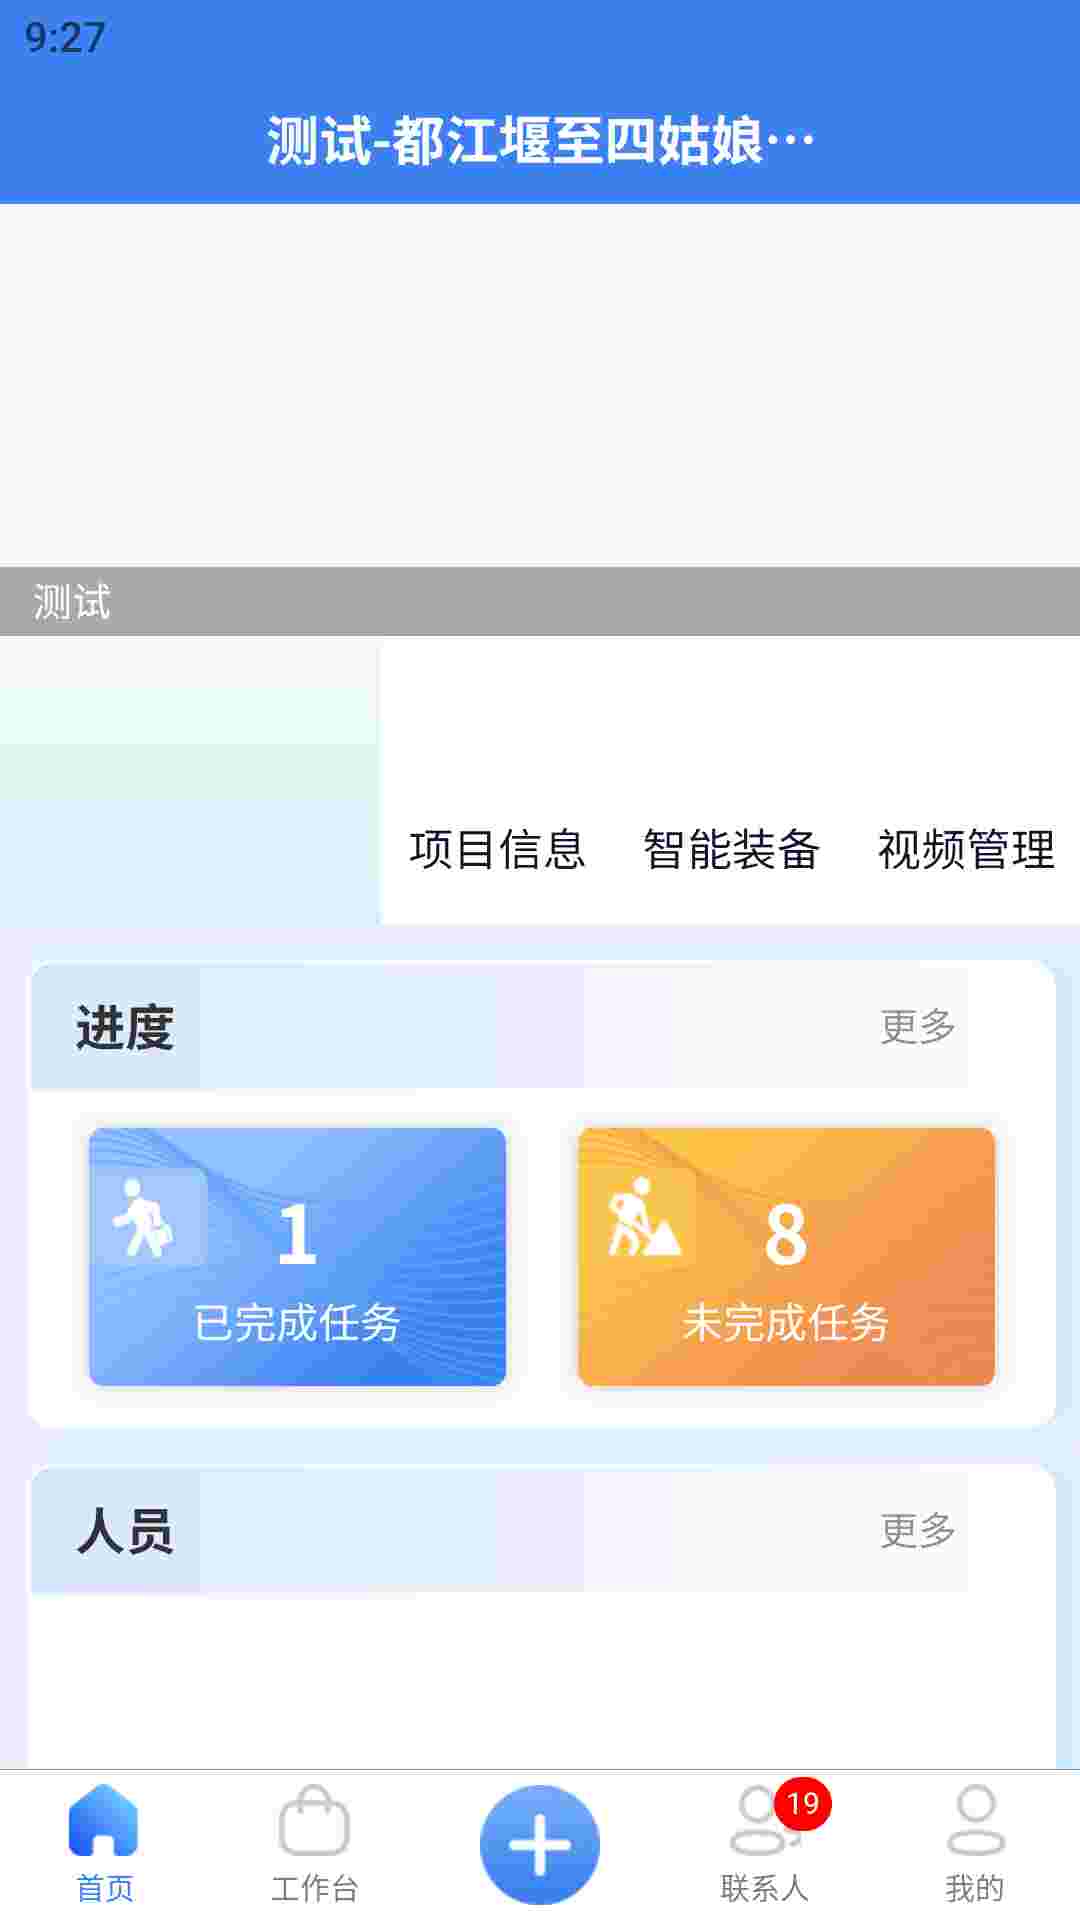 9:27
测试-都江堰至四姑娘…
测试
项目信息 智能装备 视频管理
进度 更多
1 8
已完成任务 未完成任务
人员 更多
19
首页 工作台 联系人 我的